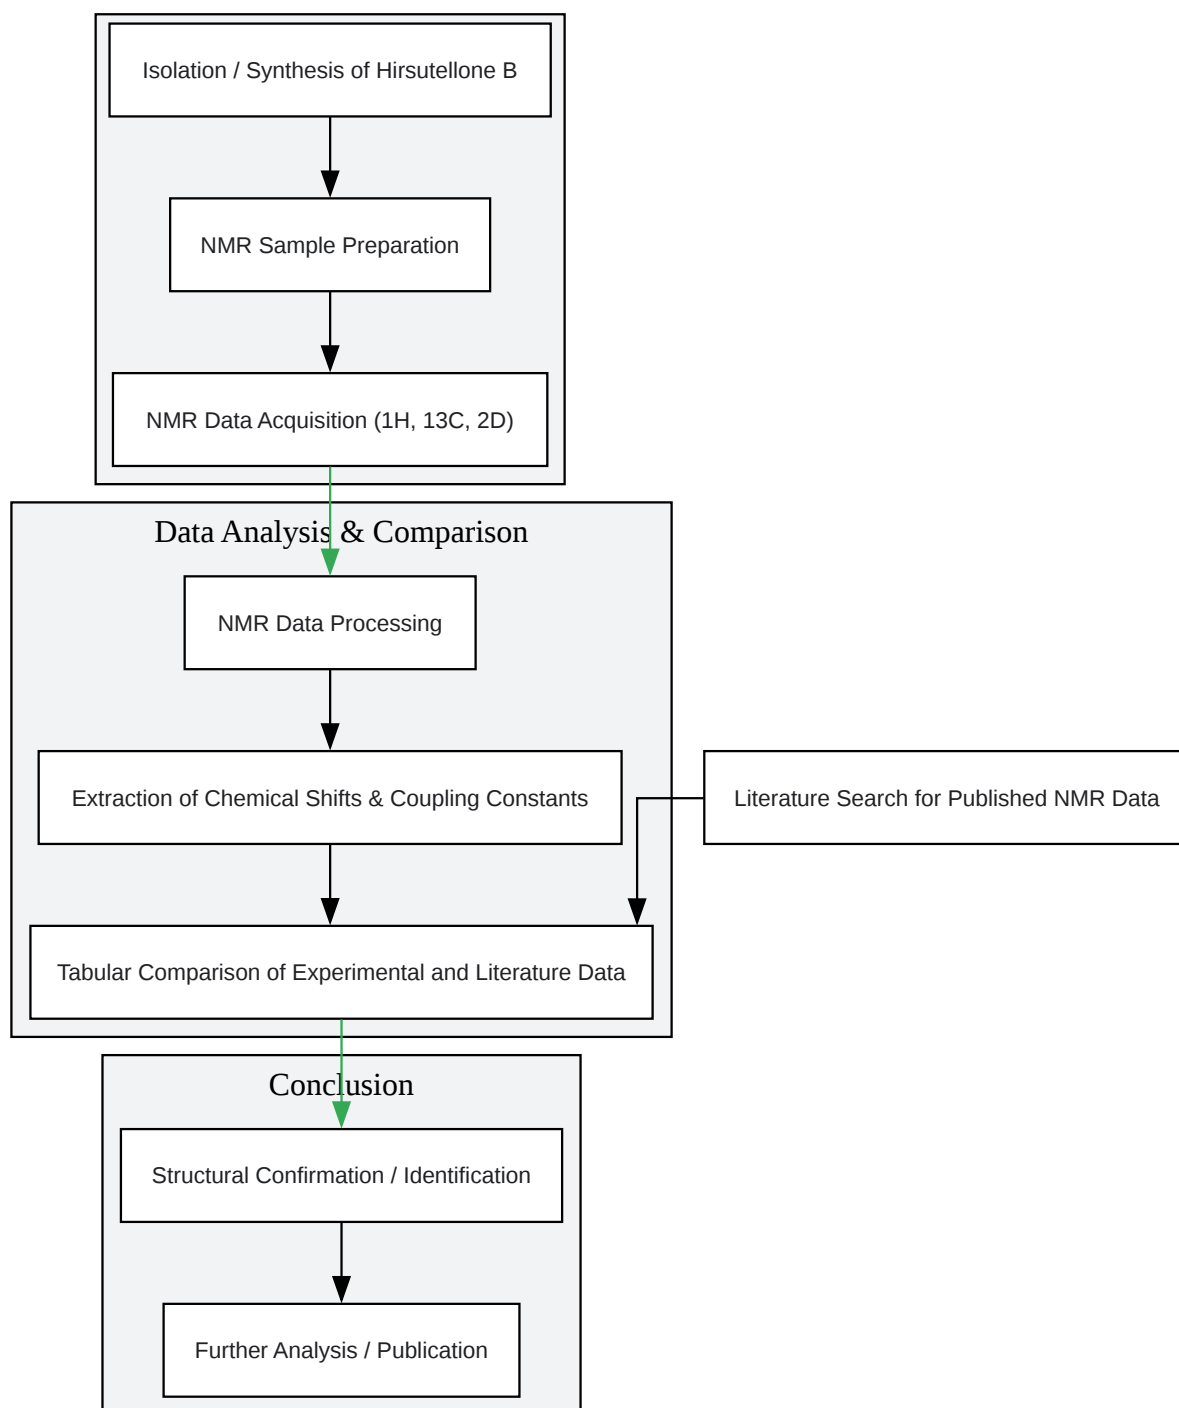 Isolation / Synthesis of Hirsutellone B
NMR Sample Preparation
NMR Data Acquisition (1H, 13C, 2D)
Data Analysis & Comparison
NMR Data Processing
Extraction of Chemical Shifts & Coupling Constants
Literature Search for Published NMR Data
Tabular Comparison of Experimental and Literature Data
Conclusion
Structural Confirmation / Identification
Further Analysis / Publication